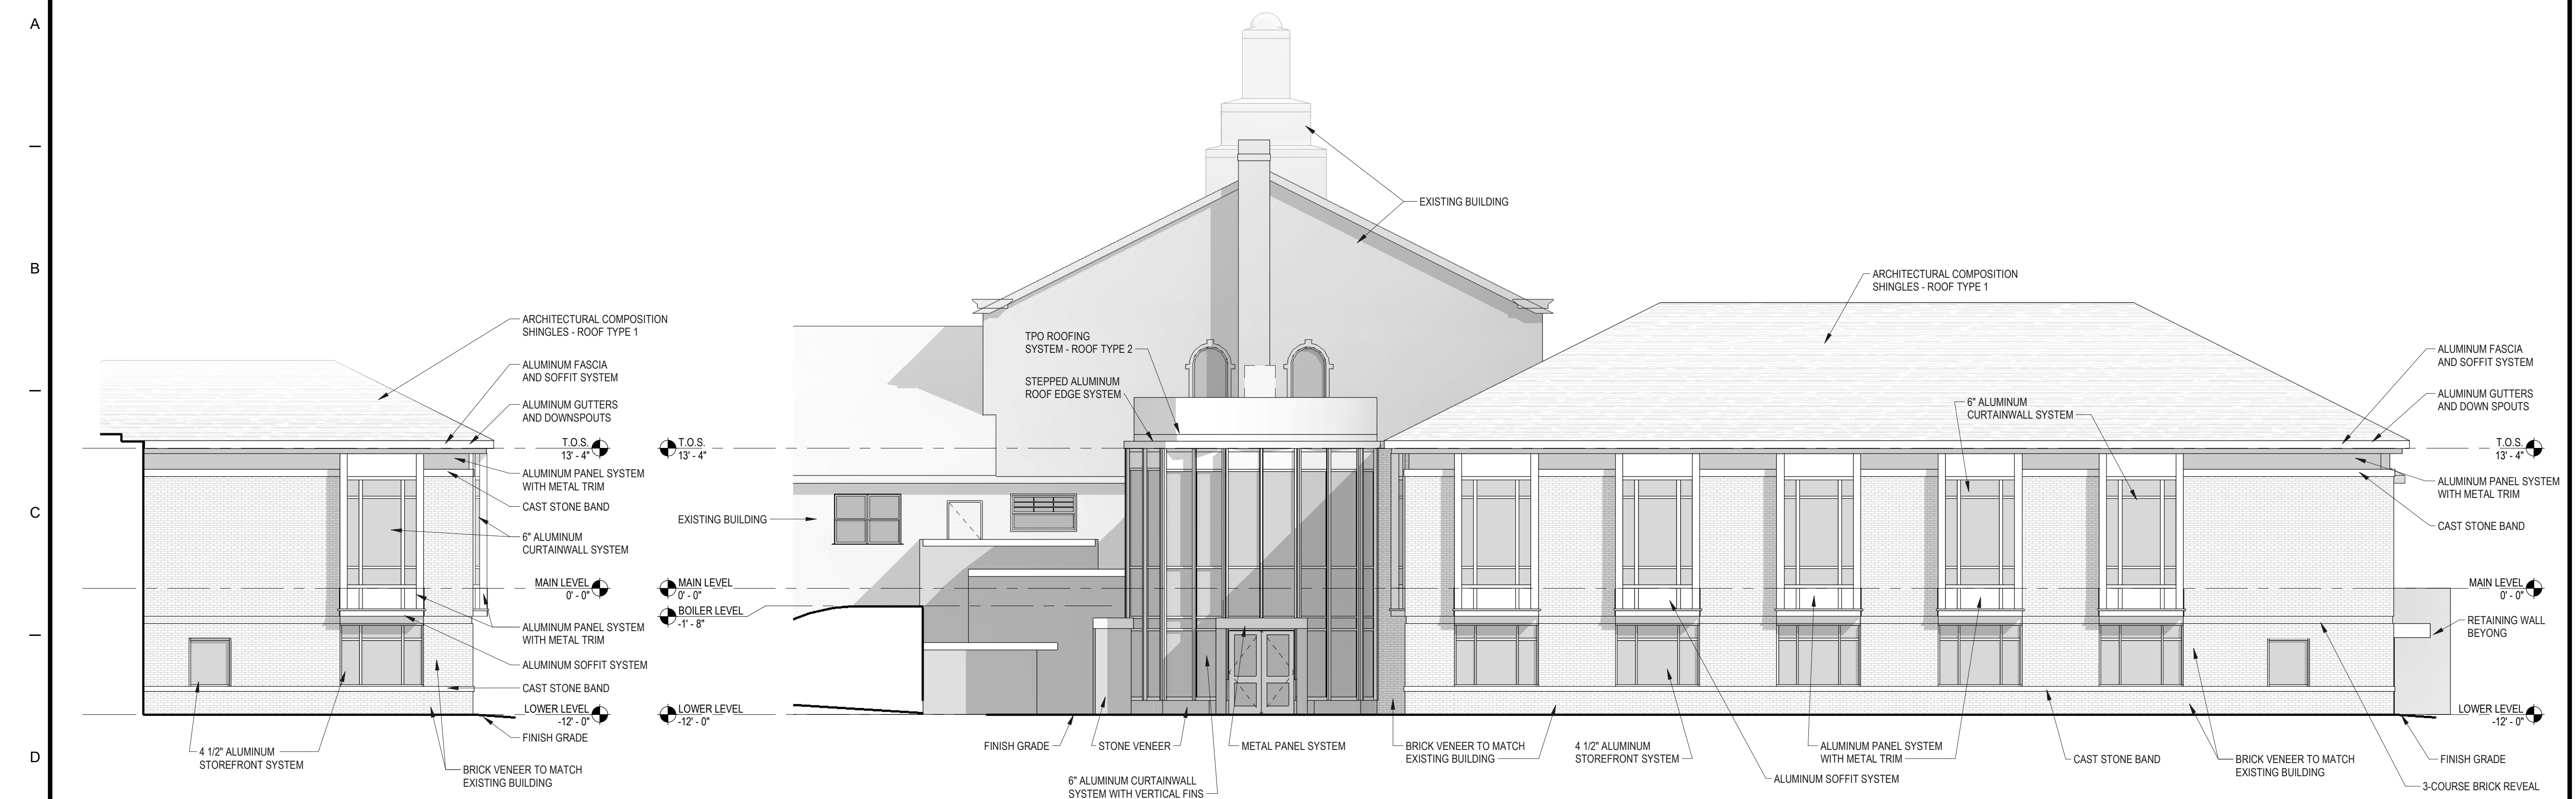 A
B
C
D
ARCHITECTURAL COMPOSITION
SHINGLES - ROOF TYPE 1
ALUMINUM FASCIA
AND SOFFIT SYSTEM
ALUMINUM GUTTERS
AND DOWNSPOUTS
T.O.S.
13' - 4"
ALUMINUM PANEL SYSTEM
WITH METAL TRIM
CAST STONE BAND
6" ALUMINUM
CURTAINWALL SYSTEM
MAIN LEVEL
0' - 0"
ALUMINUM PANEL SYSTEM
WITH METAL TRIM
ALUMINUM SOFFIT SYSTEM
CAST STONE BAND
LOWER LEVEL
-12' - 0"
FINISH GRADE
4 1/2" ALUMINUM
STOREFRONT SYSTEM
BRICK VENEER TO MATCH
EXISTING BUILDING
T.O.S.
13' - 4"
EXISTING BUILDING
MAIN LEVEL
0' - 0"
BOILER LEVEL
-1' - 8"
LOWER LEVEL
-12' - 0"
EXISTING BUILDING
TPO ROOFING
SYSTEM - ROOF TYPE 2
STEPPED ALUMINUM
ROOF EDGE SYSTEM
ARCHITECTURAL COMPOSITION
SHINGLES - ROOF TYPE 1
6" ALUMINUM
CURTAINWALL SYSTEM
ALUMINUM FASCIA
AND SOFFIT SYSTEM
ALUMINUM GUTTERS
AND DOWN SPOUTS
T.O.S.
13' - 4"
ALUMINUM PANEL SYSTEM
WITH METAL TRIM
CAST STONE BAND
MAIN LEVEL
0' - 0"
RETAINING WALL
BEYONG
LOWER LEVEL
-12' - 0"
FINISH GRADE
STONE VENEER
METAL PANEL SYSTEM
6" ALUMINUM CURTAINWALL
SYSTEM WITH VERTICAL FINS
BRICK VENEER TO MATCH
EXISTING BUILDING
4 1/2" ALUMINUM
STOREFRONT SYSTEM
ALUMINUM PANEL SYSTEM
WITH METAL TRIM
ALUMINUM SOFFIT SYSTEM
CAST STONE BAND
BRICK VENEER TO MATCH
EXISTING BUILDING
FINISH GRADE
3-COURSE BRICK REVEAL